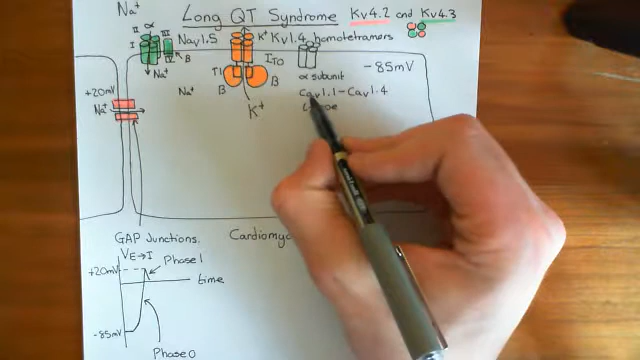 Long QT Syndrome
Kv4.2 and Kv4.3
Na⁺
II α III
I IV
B
Nav1.5
Na⁺
K⁺
Kv1.4 homotetramers
ITO
T1
β β
Na⁺
K⁺
α subunit
Cav1.1-Cav1.4
-85mV
+20mV
Na⁺
GAP Junctions
VE→I
+20mV
Phase 1
time
-85mV
Phase 0